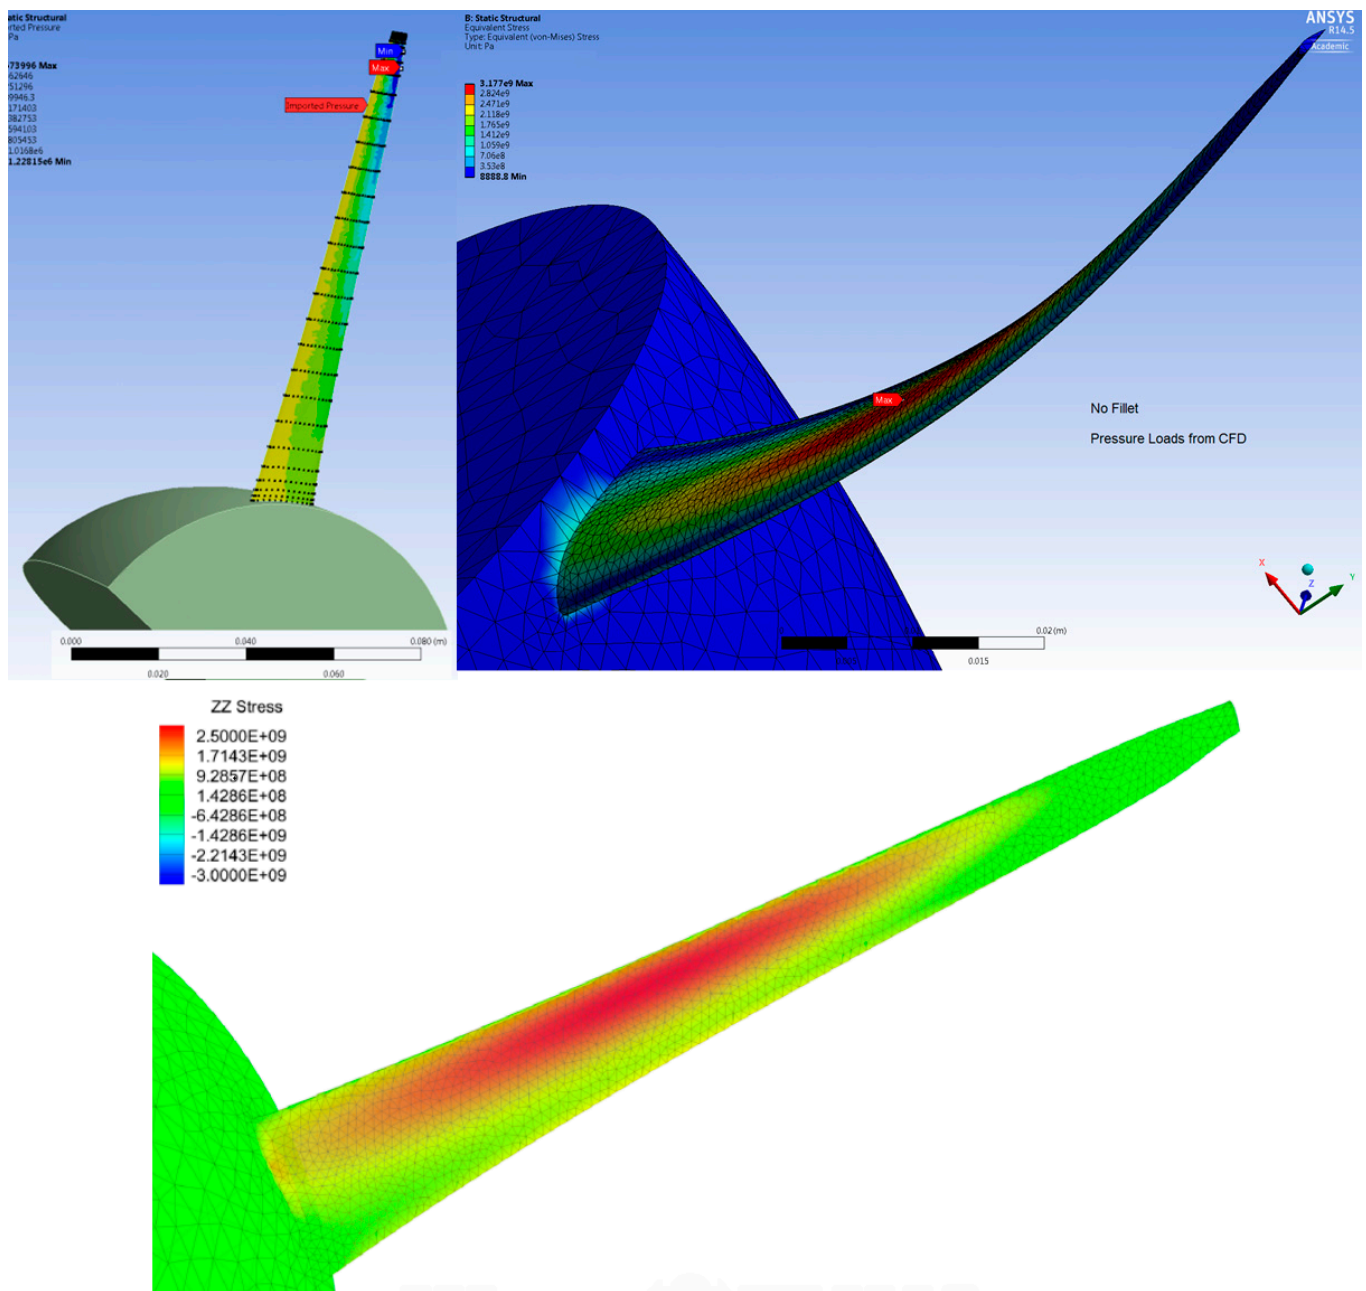 atic Structural
orted Pressure
Pa
73996 Max
62646
51296
9946.3
171403
382753
594103
805453
1.0168e6
1.22815e6 Min
Min
Max
Imported Pressure
0.000
0.040
0.080 (m)
0.020
0.060
B: Static Structural
Equivalent Stress
Type: Equivalent (von-Mises) Stress
Unit: Pa
3.177e9 Max
2.824e9
2.471e9
2.118e9
1.765e9
1.412e9
1.059e9
7.06e8
3.53e8
8888.8 Min
ANSYS
R14.5
Academic
Max
No Fillet
Pressure Loads from CFD
X
Z
Y
0.02 (m)
0.015
ZZ Stress
2.5000E+09
1.7143E+09
9.2857E+08
1.4286E+08
-6.4286E+08
-1.4286E+09
-2.2143E+09
-3.0000E+09